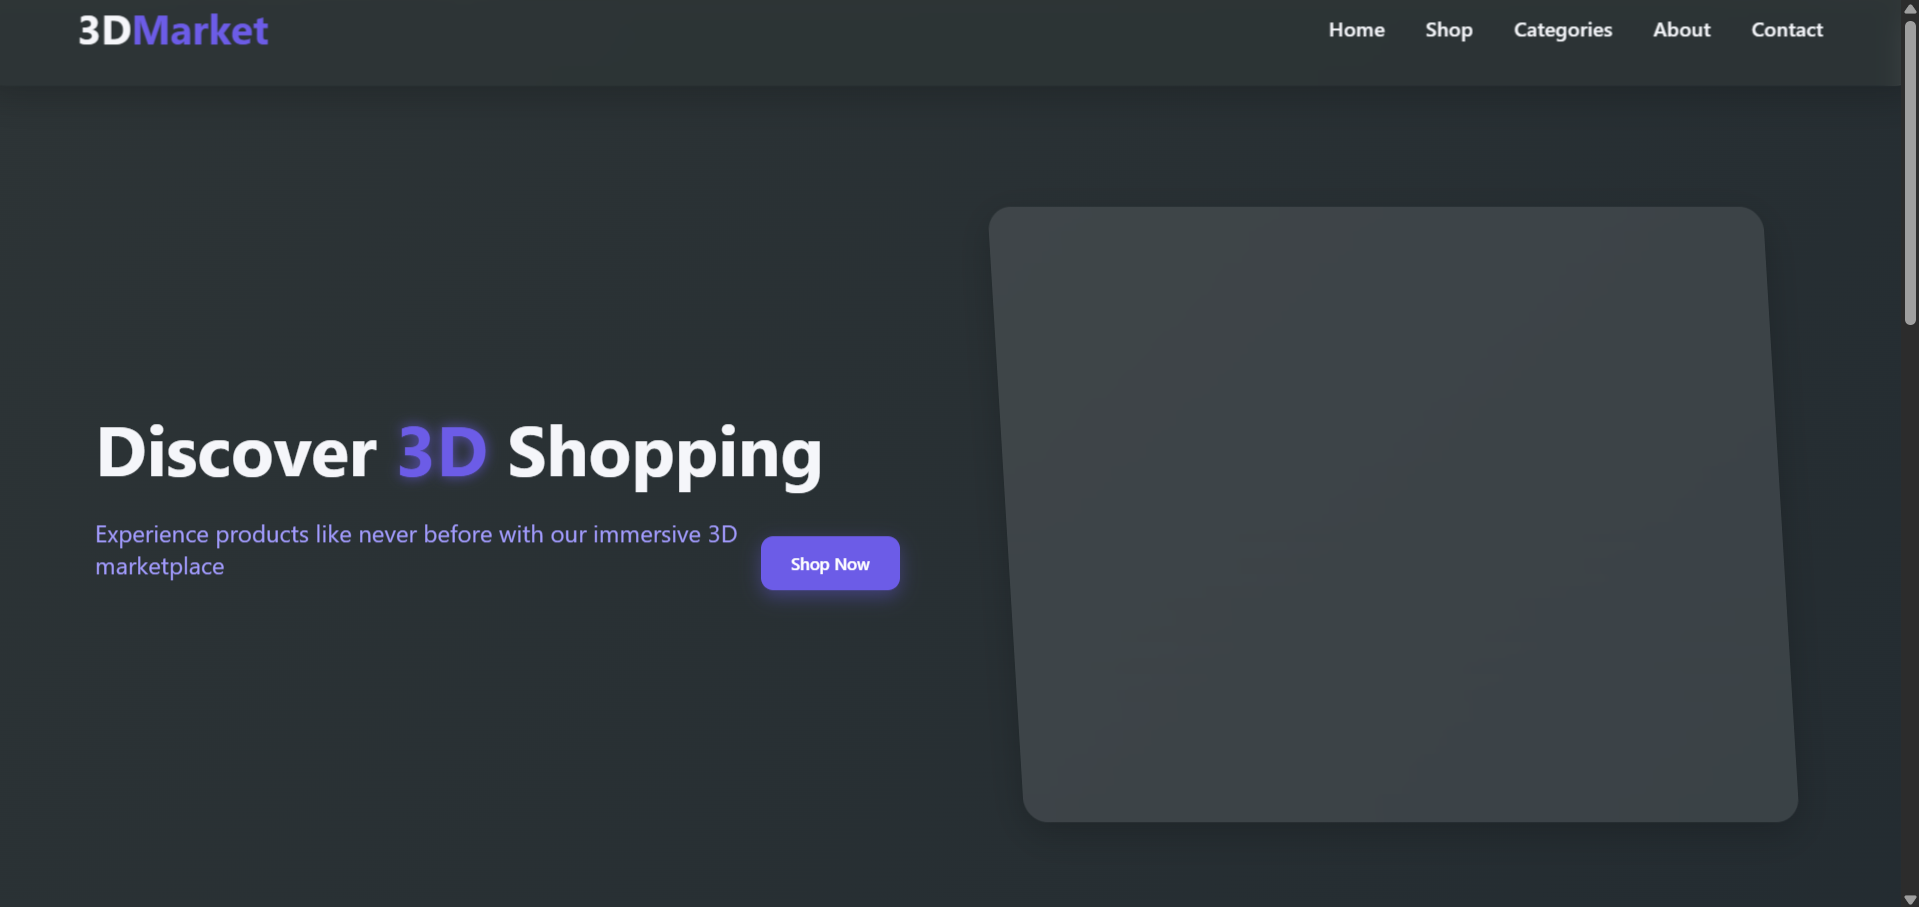 3DMarket
Home Shop Categories About Contact
Discover 3D Shopping
Experience products like never before with our immersive 3D
marketplace
Shop Now